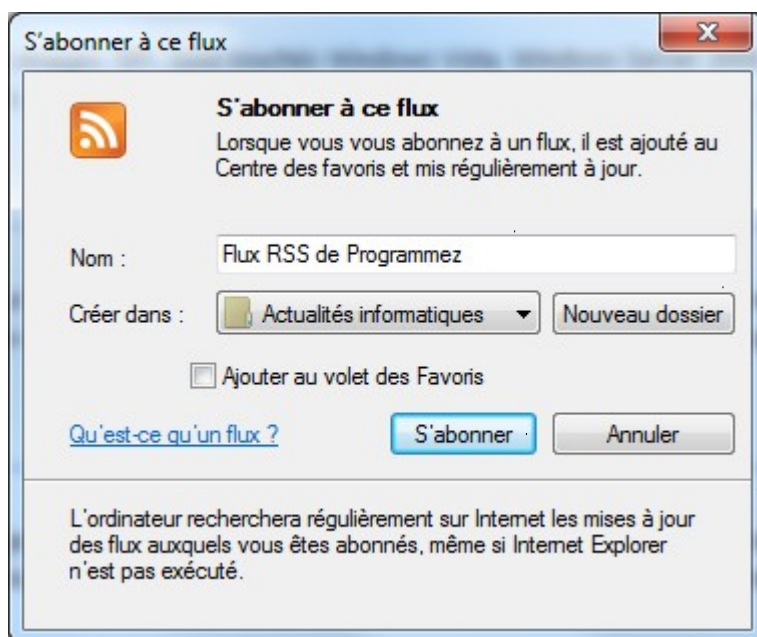 S'abonner à ce flux
S'abonner à ce flux
Lorsque vous vous abonnez à un flux, il est ajouté au
Centre des favoris et mis régulièrement à jour.
Nom :
Flux RSS de Programmez
Créer dans :
Actualités informatiques
Nouveau dossier
Ajouter au volet des Favoris
Qu'est-ce qu'un flux ?
S'abonner
Annuler
L'ordinateur recherchera régulièrement sur Internet les mises à jour
des flux auxquels vous êtes abonnés, même si Internet Explorer
n'est pas exécuté.